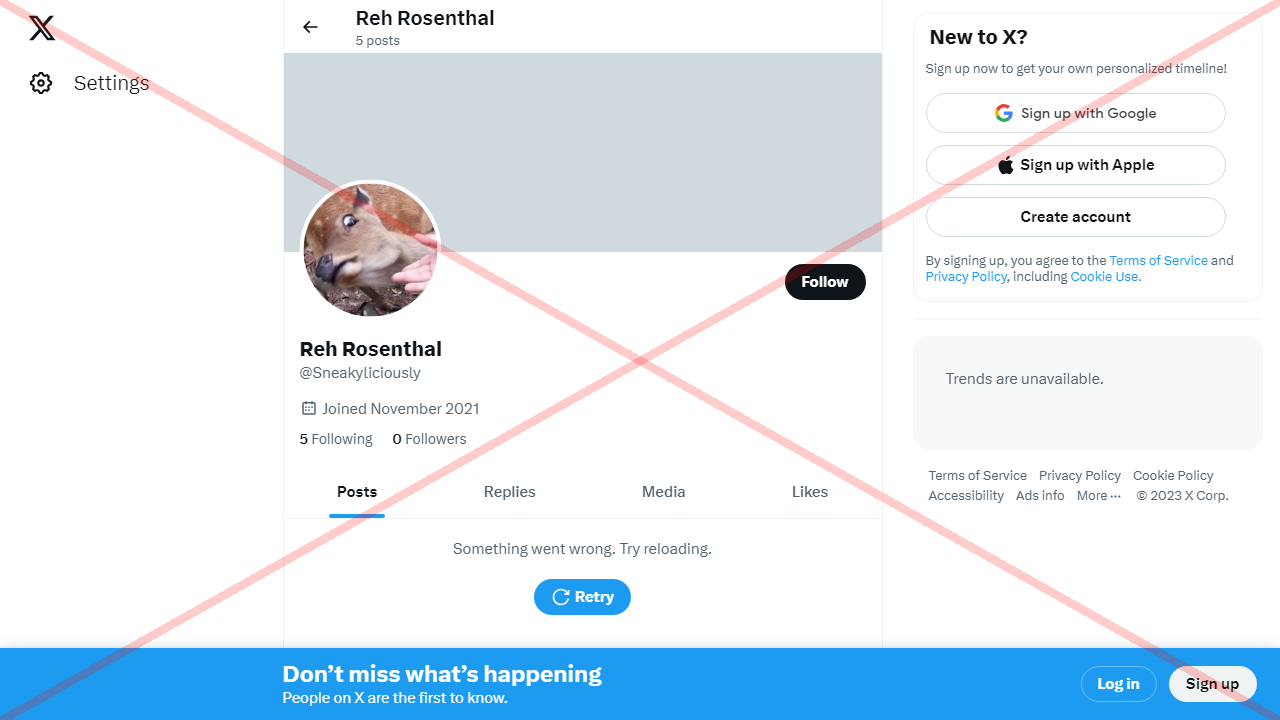 Settings
Reh Rosenthal
5 posts
Follow
Reh Rosenthal
@Sneakyliciously
Joined November 2021
5 Following 0 Followers
Posts Replies Media Likes
Something went wrong. Try reloading.
Retry
New to X?
Sign up now to get your own personalized timeline!
Sign up with Google
Sign up with Apple
Create account
By signing up, you agree to the Terms of Service and
Privacy Policy, including Cookie Use.
Trends are unavailable.
Terms of Service Privacy Policy Cookie Policy
Accessibility Ads info More ··· © 2023 X Corp.
Don’t miss what’s happening
People on X are the first to know.
Log in Sign up